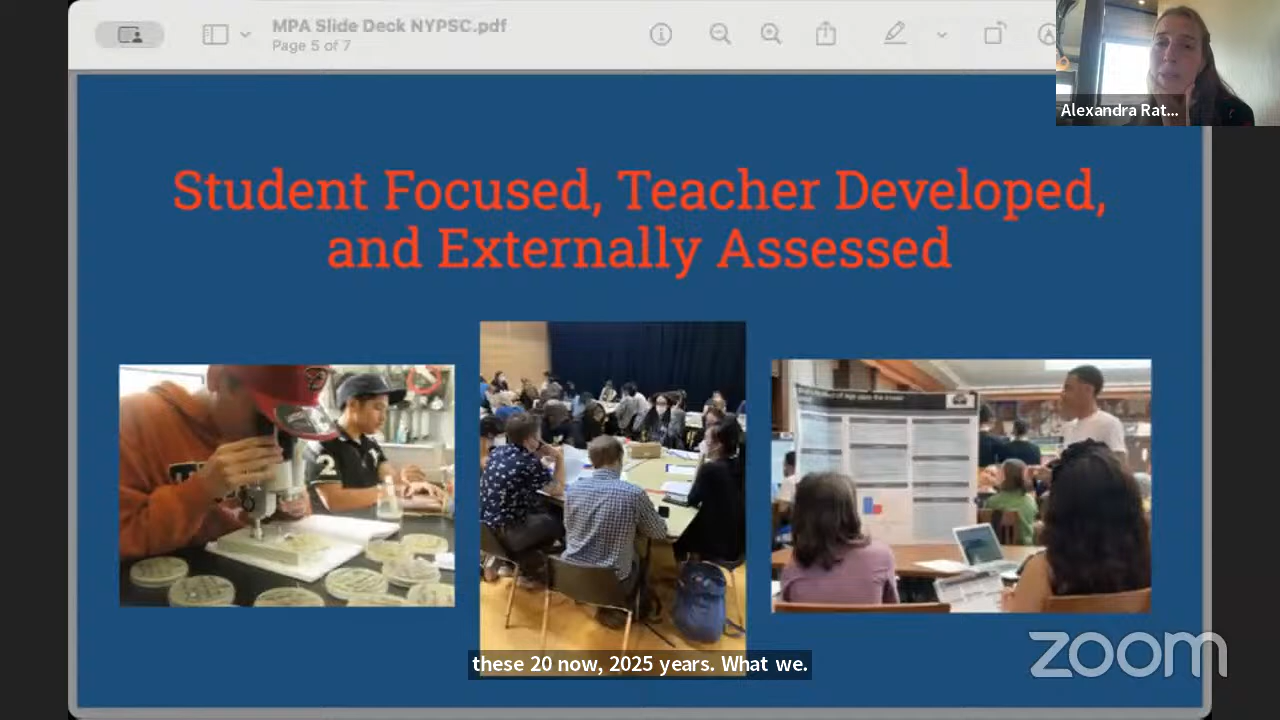 MPA Slide Deck NYPSC.pdf
Page 5 of 7
Alexandra Rat...
Student Focused, Teacher Developed,
and Externally Assessed
2
these 20 now, 2025 years. What we.
zoom